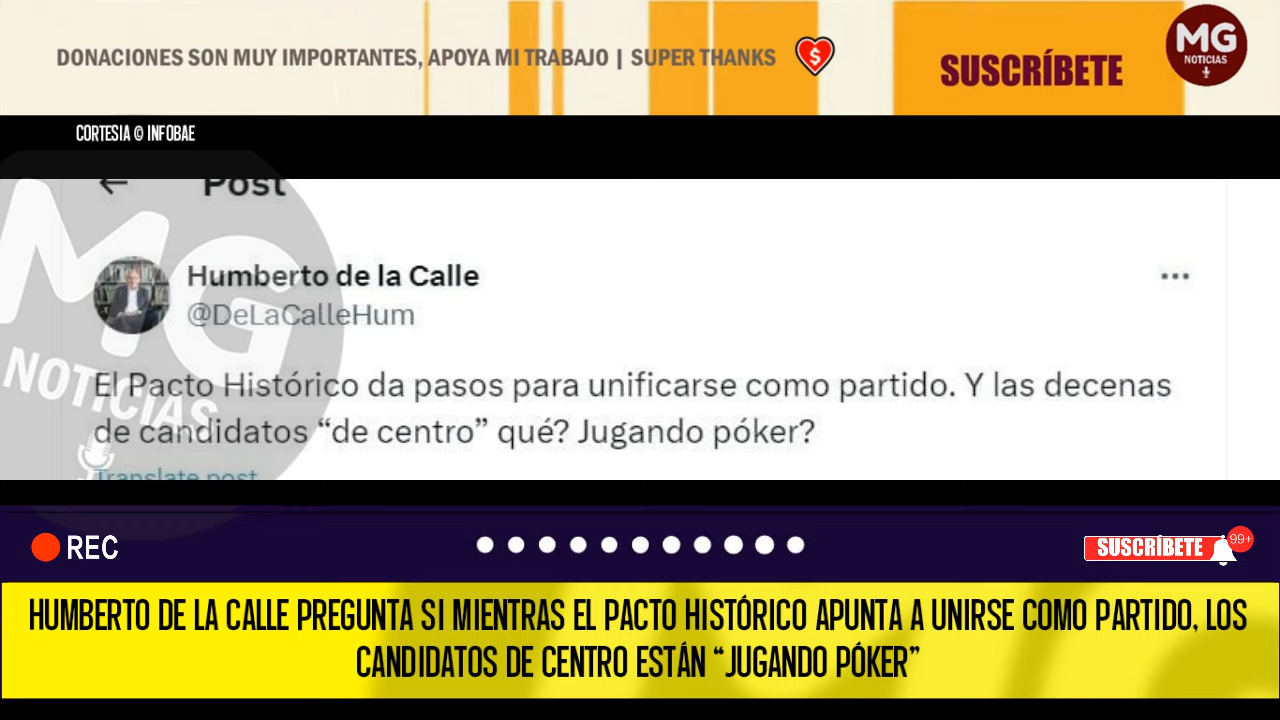 DONACIONES SON MUY IMPORTANTES, APOYA MI TRABAJO | SUPER THANKS
$
SUSCRÍBETE
MG
NOTICIAS
CORTESIA © INFOBAE
Post
MG
NOTICIAS
Humberto de la Calle
@DeLaCalleHum
El Pacto Histórico da pasos para unificarse como partido. Y las decenas
de candidatos “de centro” qué? Jugando póker?
Translate post
REC
SUSCRÍBETE
99+
HUMBERTO DE LA CALLE PREGUNTA SI MIENTRAS EL PACTO HISTÓRICO APUNTA A UNIRSE COMO PARTIDO, LOS
CANDIDATOS DE CENTRO ESTÁN “JUGANDO PÓKER”